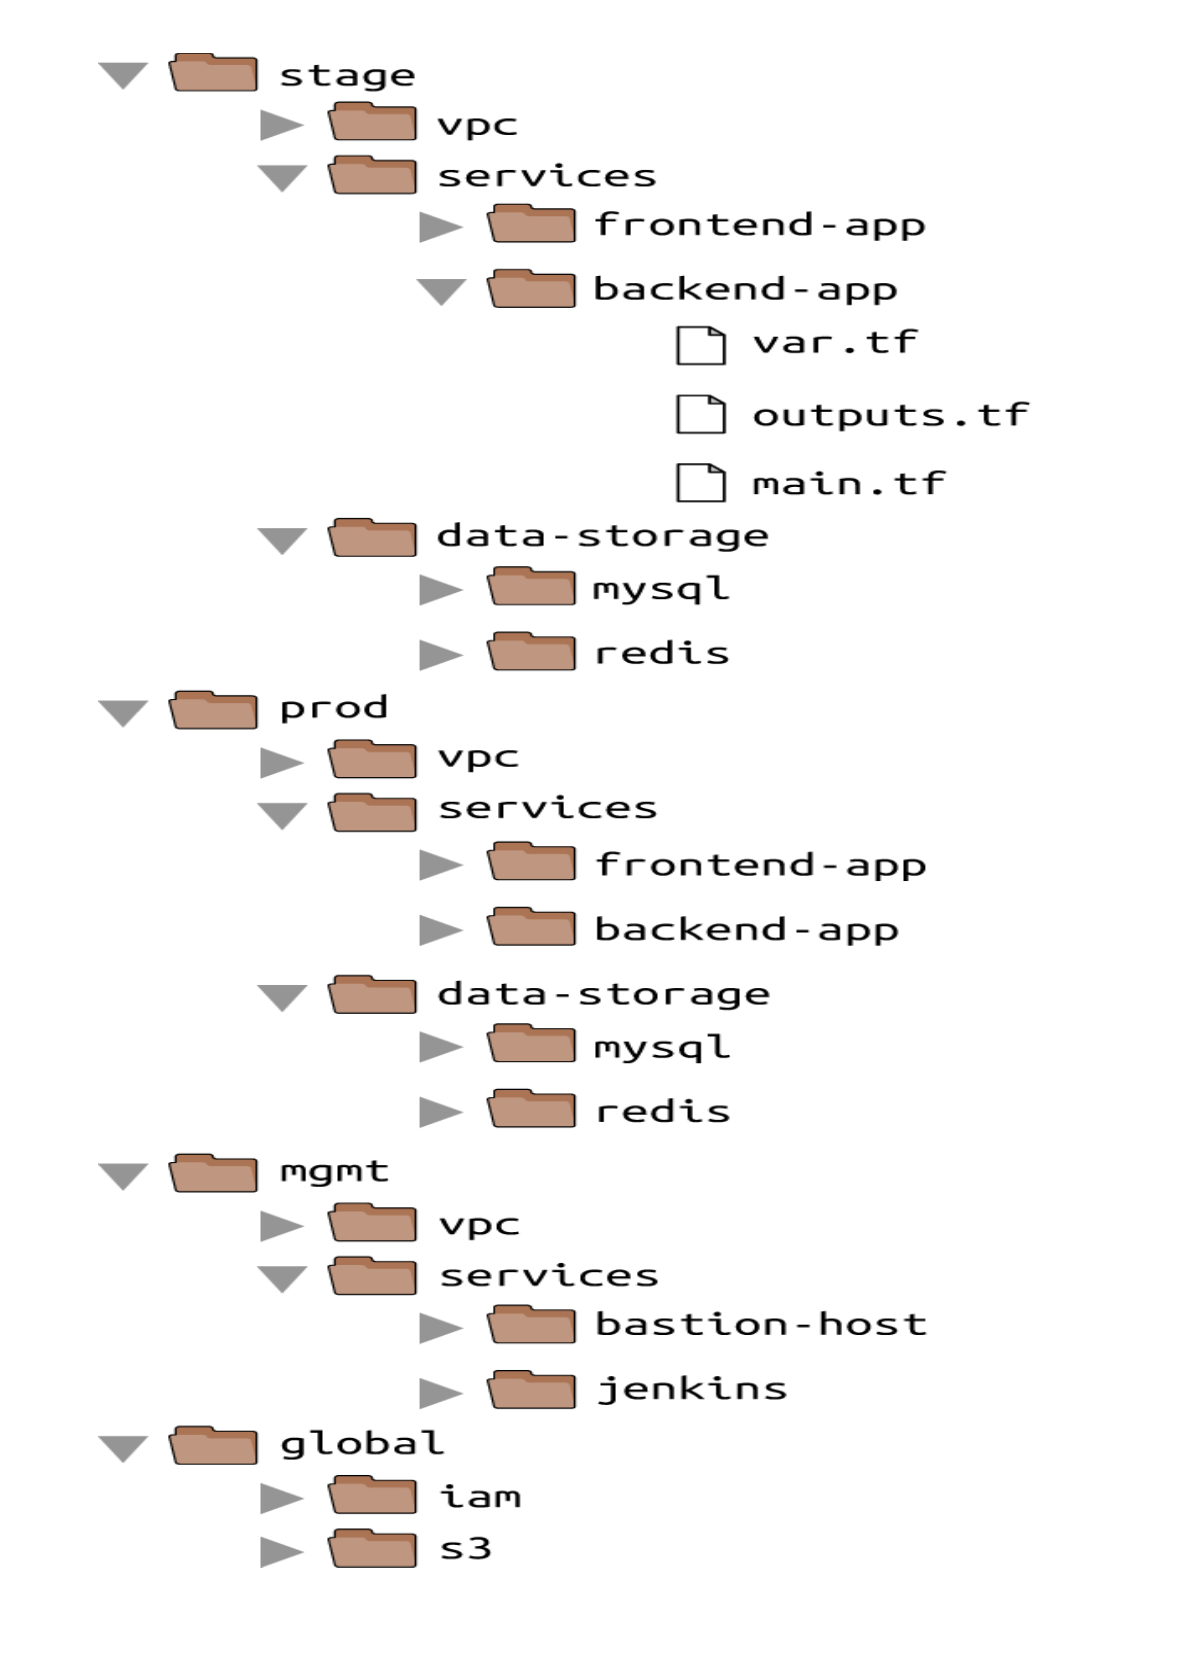 stage
vpc
services
frontend-app
backend-app
var.tf
outputs.tf
main.tf
data-storage
mysql
redis
prod
vpc
services
frontend-app
backend-app
data-storage
mysql
redis
mgmt
vpc
services
bastion-host
jenkins
global
iam
s3